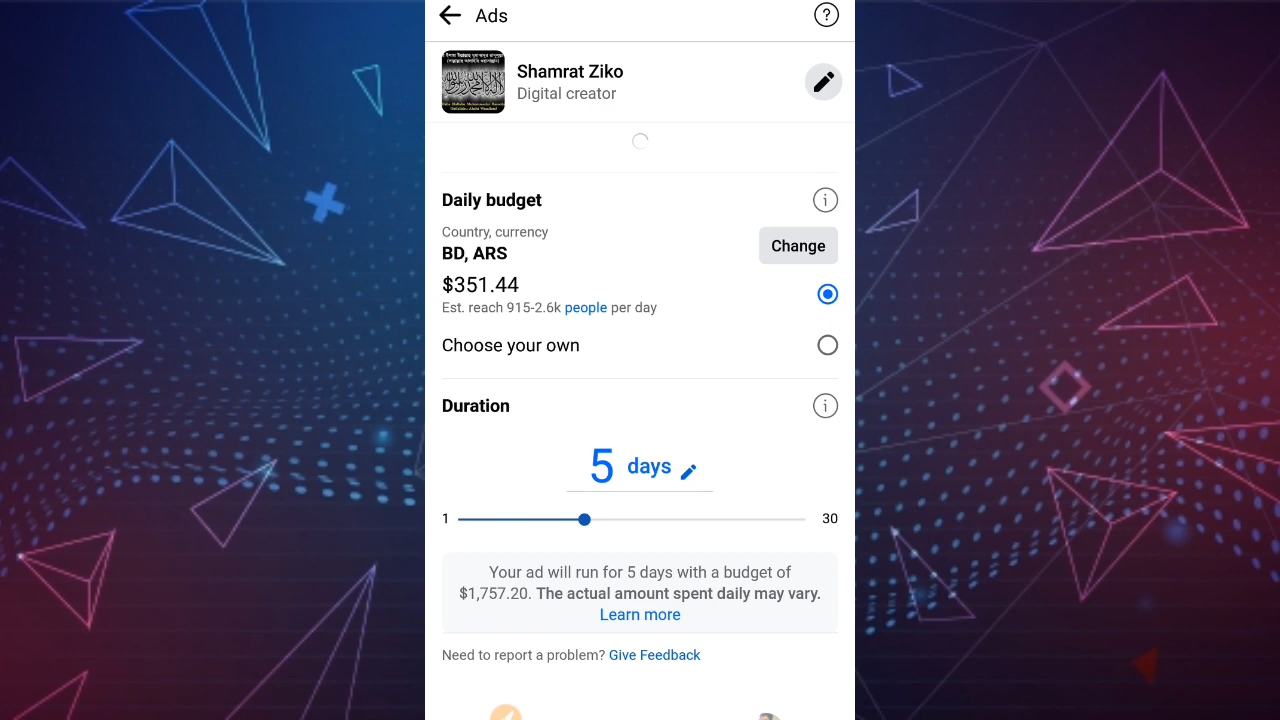 Ads
?
Shamrat Ziko
Digital creator
Daily budget
Country, currency
BD, ARS
Change
$351.44
Est. reach 915-2.6k people per day
Choose your own
Duration
5 days
1
30
Your ad will run for 5 days with a budget of
$1,757.20. The actual amount spent daily may vary.
Learn more
Need to report a problem? Give Feedback